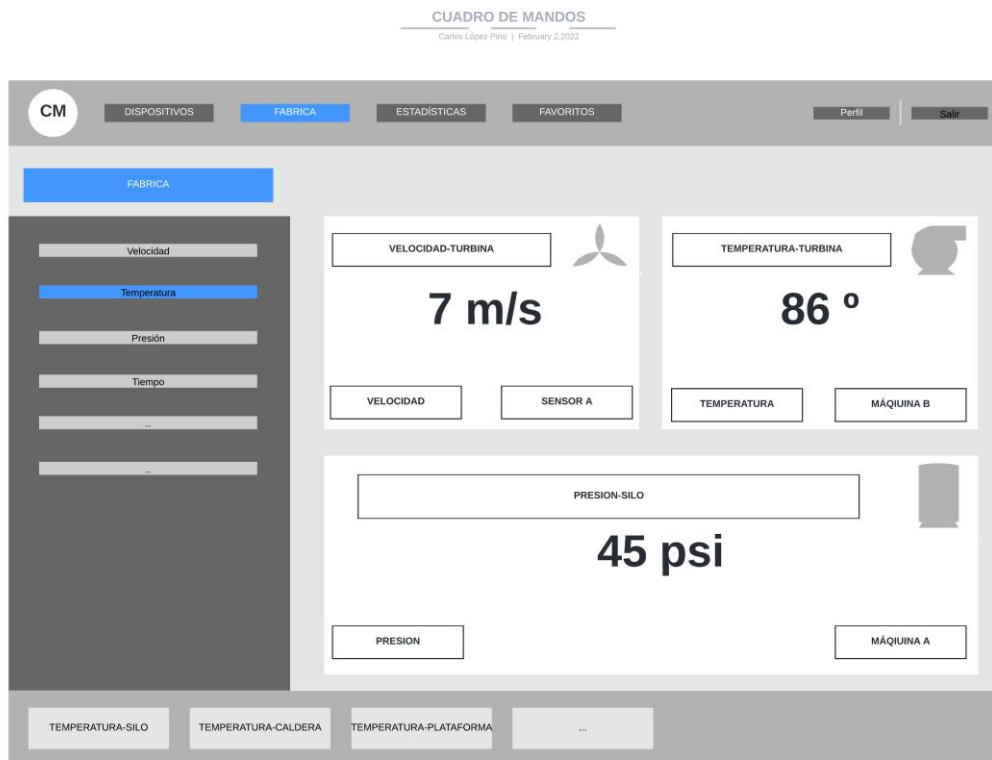 CUADRO DE MANDOS
Carlos López Pino | February 2,2022
CM
DISPOSITIVOS
FABRICA
ESTADÍSTICAS
FAVORITOS
Perfil
Salir
FABRICA
Velocidad
Temperatura
Presión
Tiempo
..
..
VELOCIDAD-TURBINA
7 m/s
VELOCIDAD
SENSOR A
TEMPERATURA-TURBINA
86 º
TEMPERATURA
MÁQIUINA B
PRESION-SILO
45 psi
PRESION
MÁQIUINA A
TEMPERATURA-SILO
TEMPERATURA-CALDERA
TEMPERATURA-PLATAFORMA
...